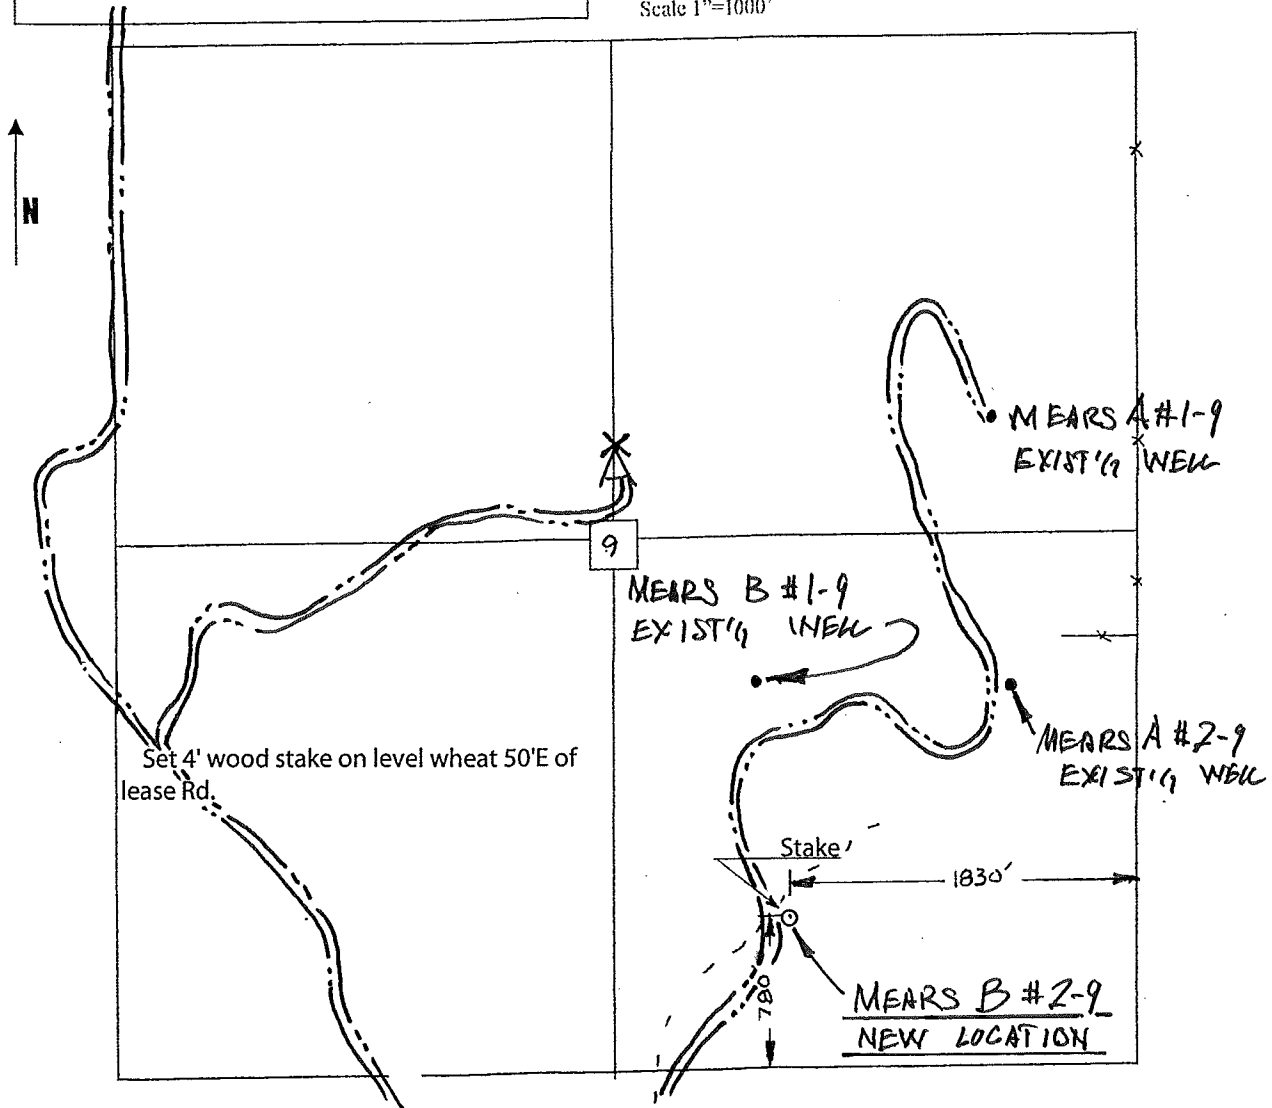 Scale 1"=1000'
N
MEARS A #1-9
EXIST'G WELL
9
MEARS B #1-9
EXIST'G WELL
MEARS A #2-9
EXIST'G WELL
Set 4' wood stake on level wheat 50'E of
lease Rd.
Stake
1830'
780'
MEARS B #2-9
NEW LOCATION